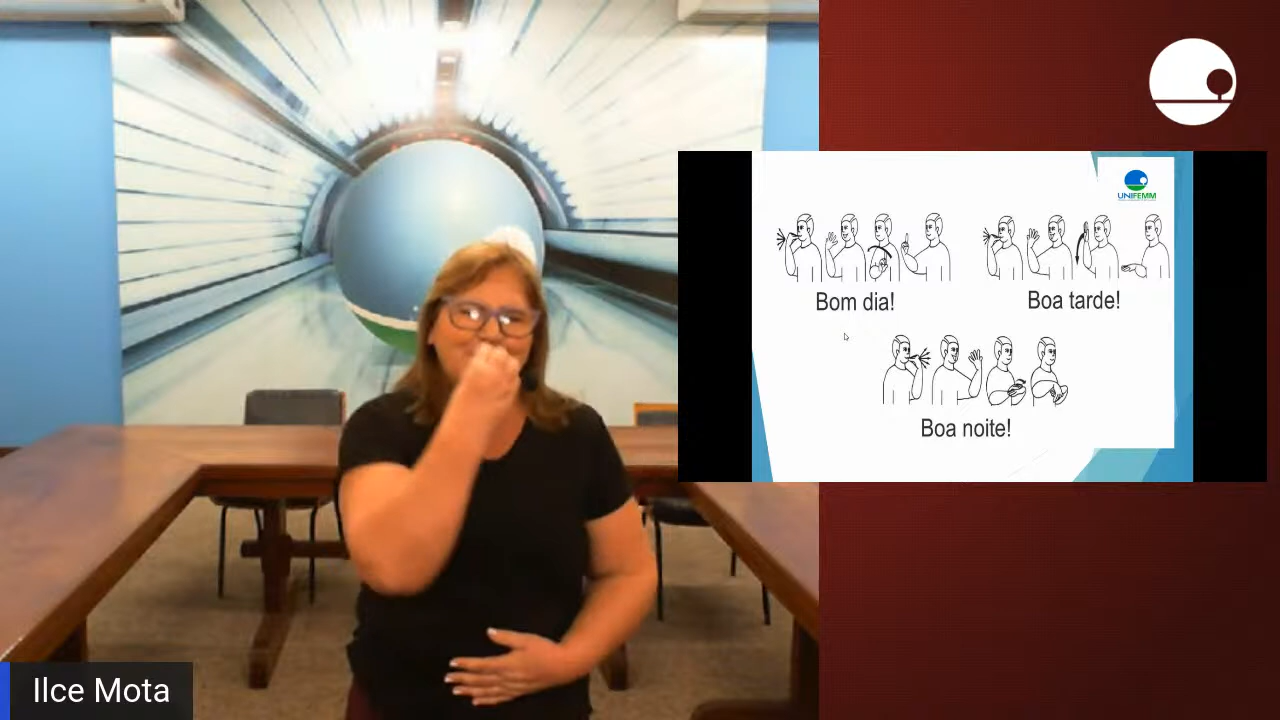 UNIFEMM
Bom dia!
Boa tarde!
Boa noite!
Ilce Mota